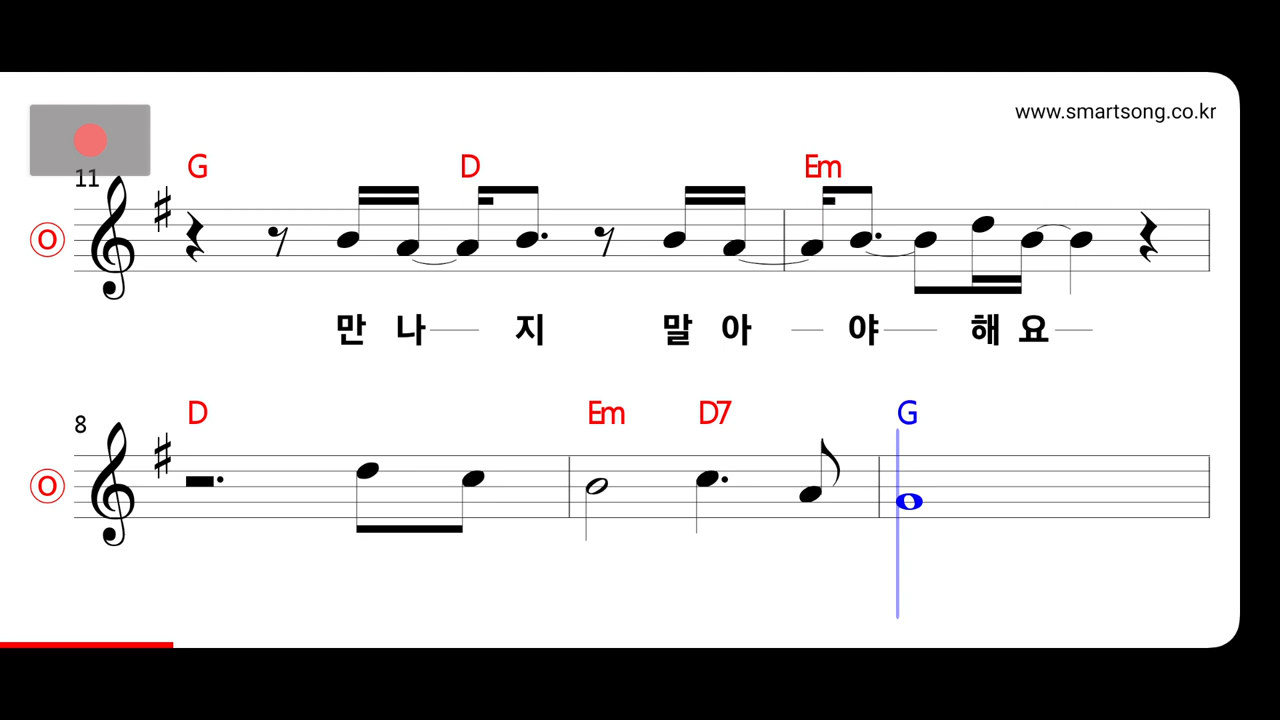 www.smartsong.co.kr
G D Em
11
O
만 나 지 말 아 야 해 요
D Em D7 G
8
O